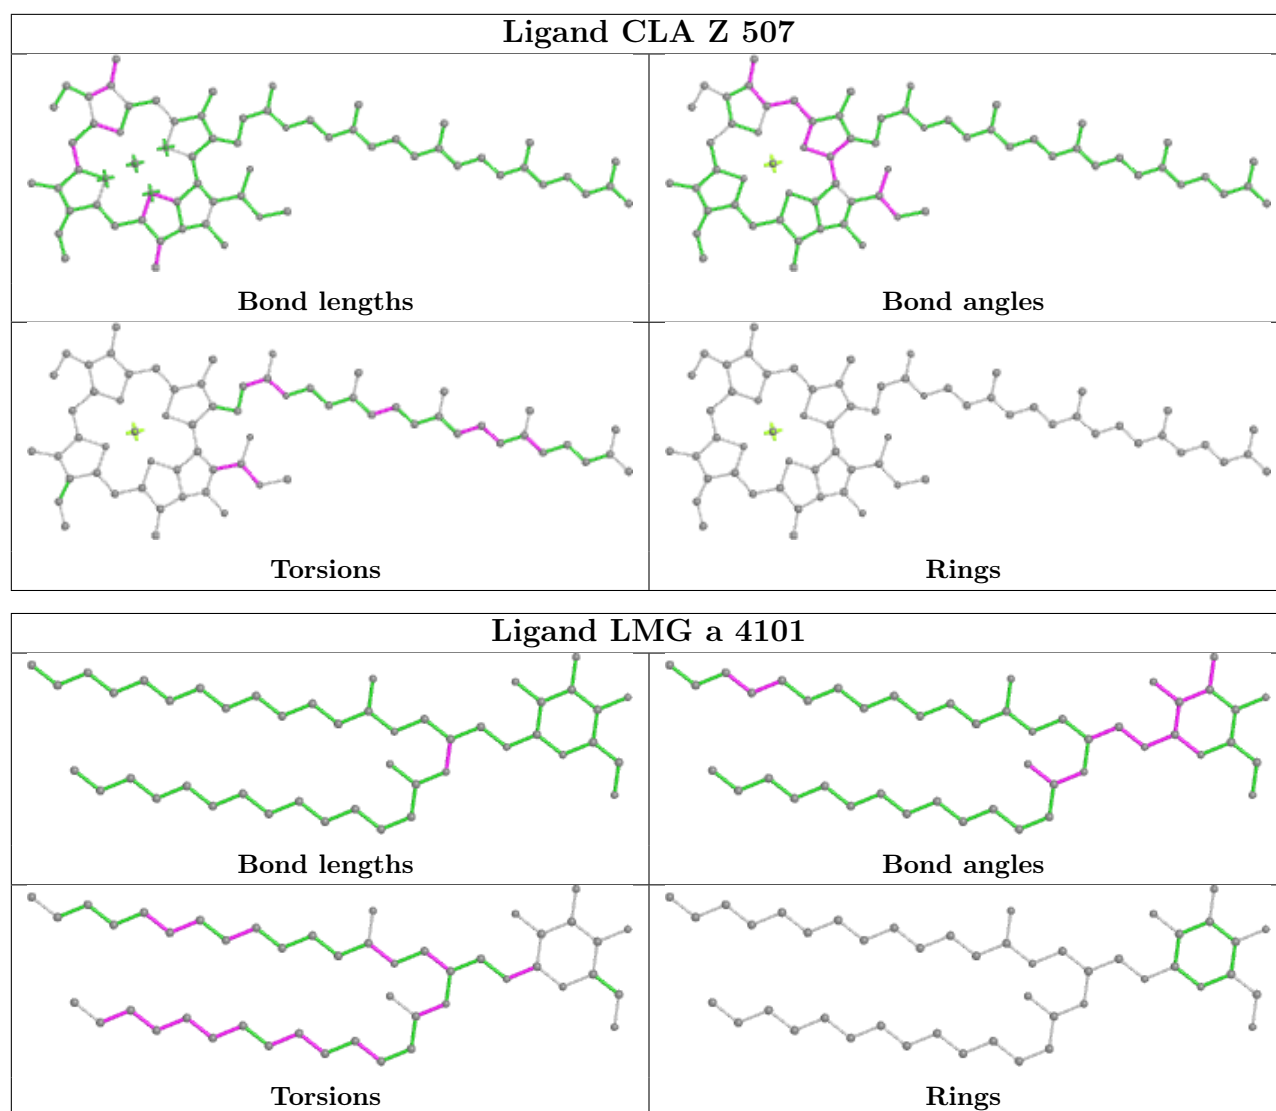 Ligand CLA Z 507
Bond lengths
Bond angles
Torsions
Rings
Ligand LMG a 4101
Bond lengths
Bond angles
Torsions
Rings